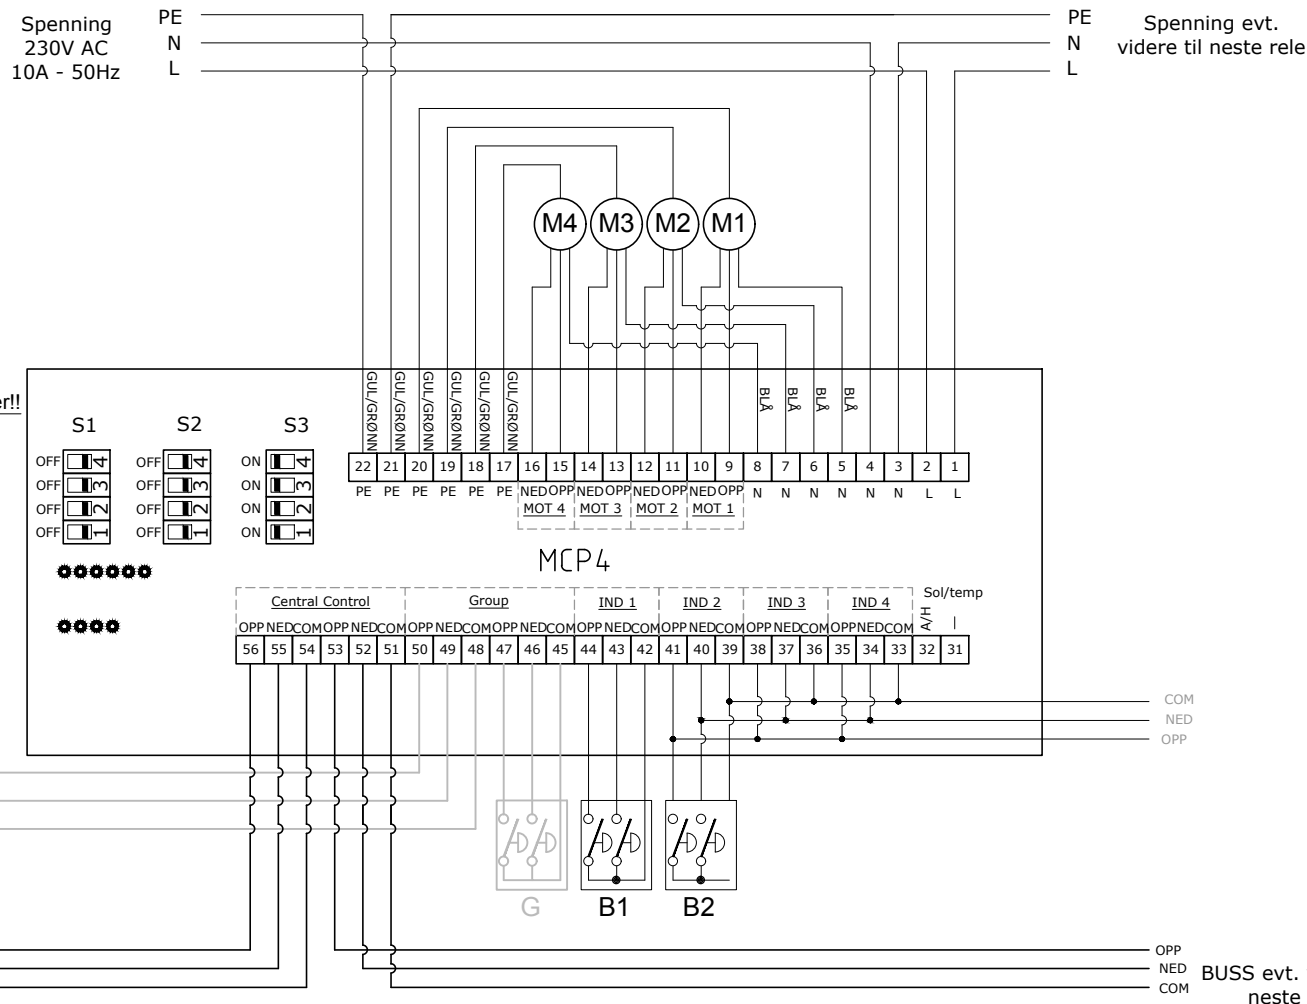 Spenning
230V AC
10A - 50Hz
PE
N
L
PE
N
L
Spenning evt.
videre til neste rele
M4 M3 M2 M1
er!!
S1 S2 S3
OFF 4 OFF 4 ON 4
OFF 3 OFF 3 ON 3
OFF 2 OFF 2 ON 2
OFF 1 OFF 1 ON 1
GUL/GRØNN GUL/GRØNN GUL/GRØNN GUL/GRØNN GUL/GRØNN GUL/GRØNN BLÅ BLÅ BLÅ BLÅ
22 21 20 19 18 17 16 15 14 13 12 11 10 9 8 7 6 5 4 3 2 1
PE PE PE PE PE PE NED OPP NED OPP NED OPP NED OPP N N N N N N L L
MOT 4 MOT 3 MOT 2 MOT 1
MCP4
Central Control Group IND 1 IND 2 IND 3 IND 4 Sol/temp
OPP NED COM OPP NED COM OPP NED COM OPP NED COM OPP NED COM OPP NED COM OPP NED COM OPP NED COM A/H —
56 55 54 53 52 51 50 49 48 47 46 45 44 43 42 41 40 39 38 37 36 35 34 33 32 31
COM
NED
OPP
G B1 B2
OPP
NED
COM
BUSS evt.
neste